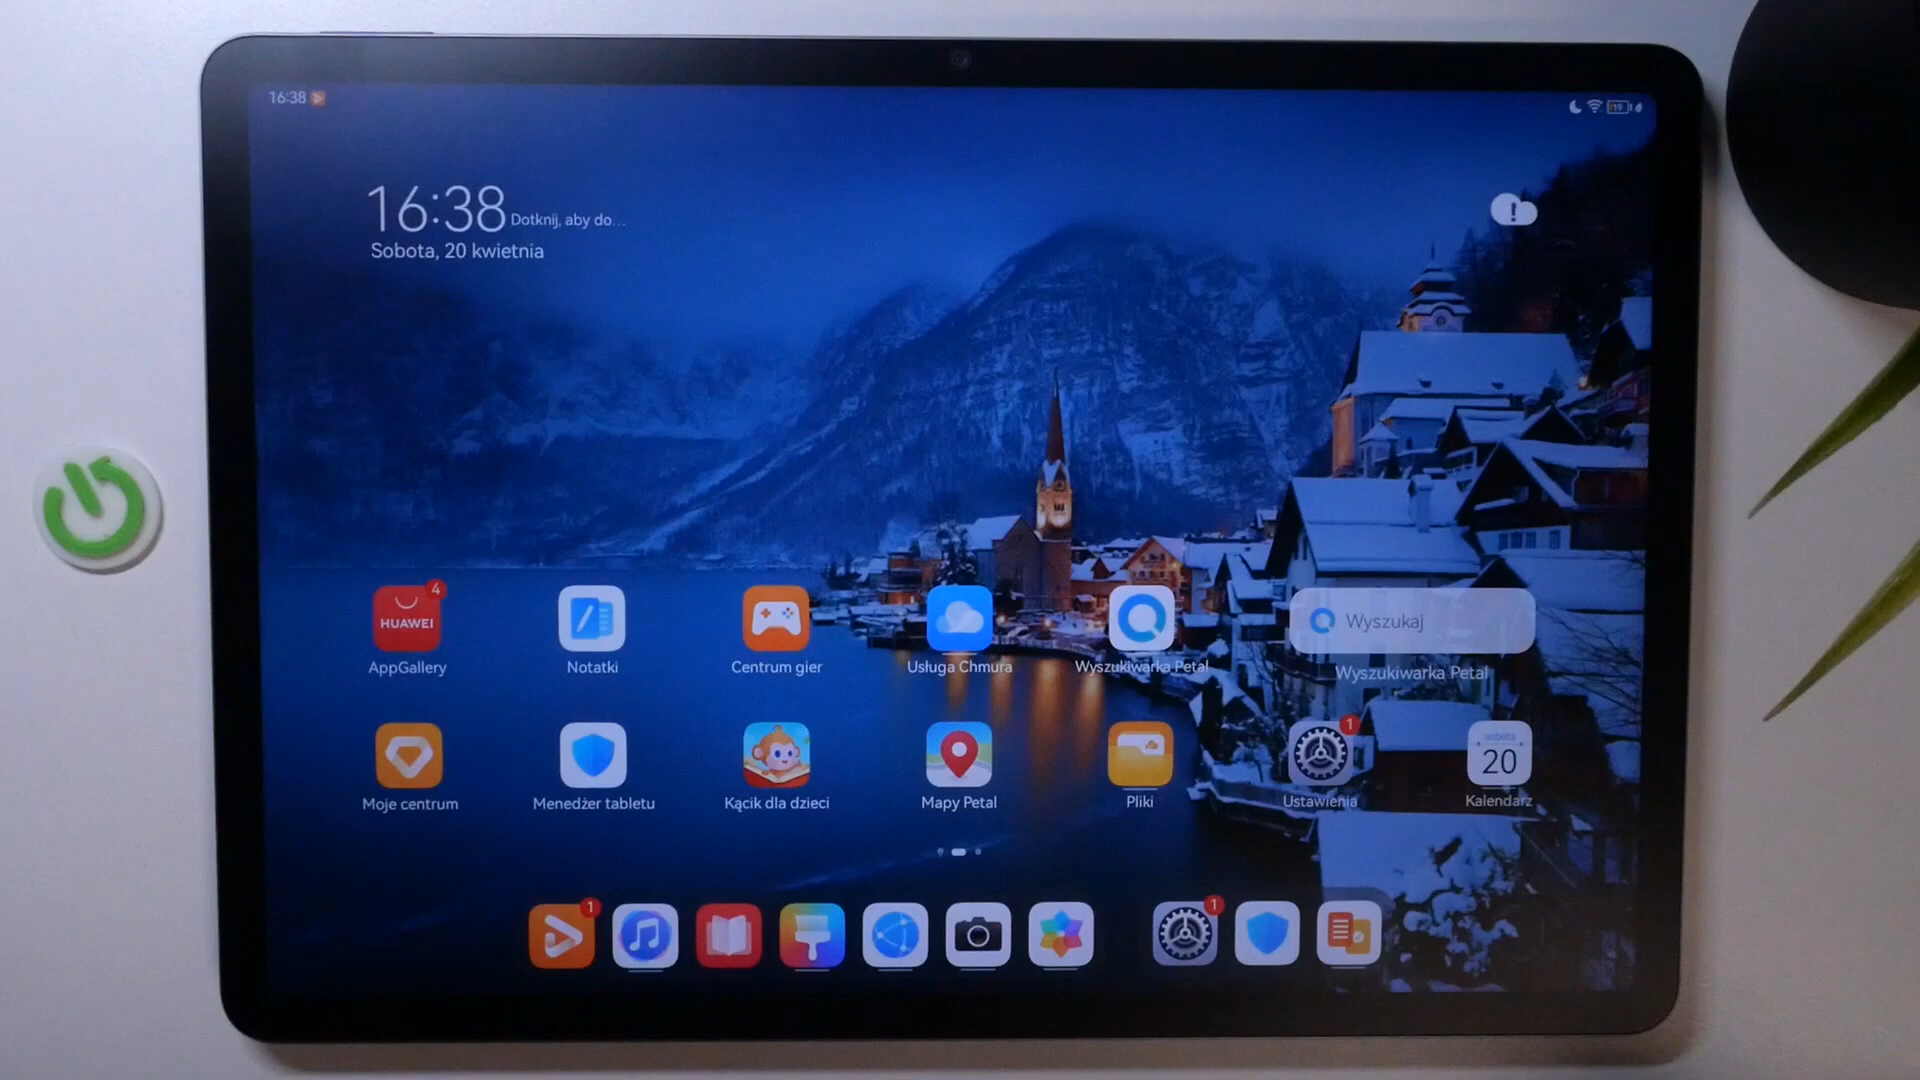 16:38
19
16:38 Dotknij, aby do...
Sobota, 20 kwietnia
!
4
HUAWEI
Wyszukaj
AppGallery
Notatki
Centrum gier
Usługa Chmura
Wyszukiwarka Petal
Wyszukiwarka Petal
1
sobota
20
Moje centrum
Menedżer tabletu
Kącik dla dzieci
Mapy Petal
Pliki
Ustawienia
Kalendarz
1
1